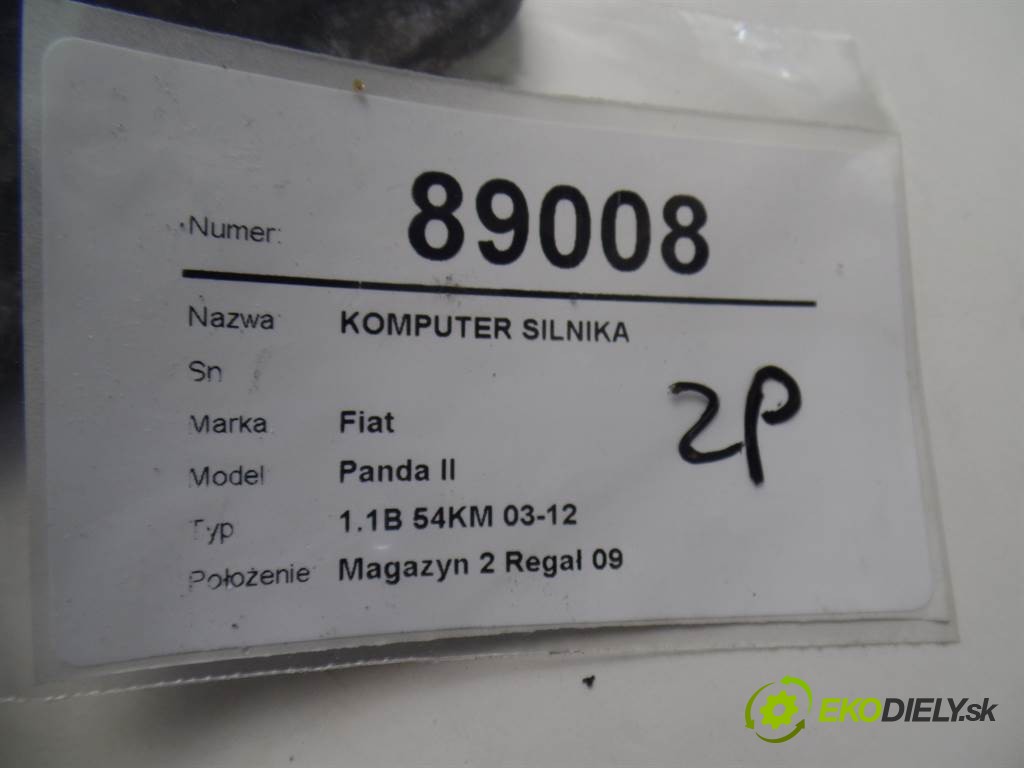 Numer: 89008
Nazwa KOMPUTER SILNIKA
Sn
Marka Fiat
Model Panda II
Typ 1.1B 54KM 03-12
Położenie Magazyn 2 Regał 09
2P
EKODIELY.sk